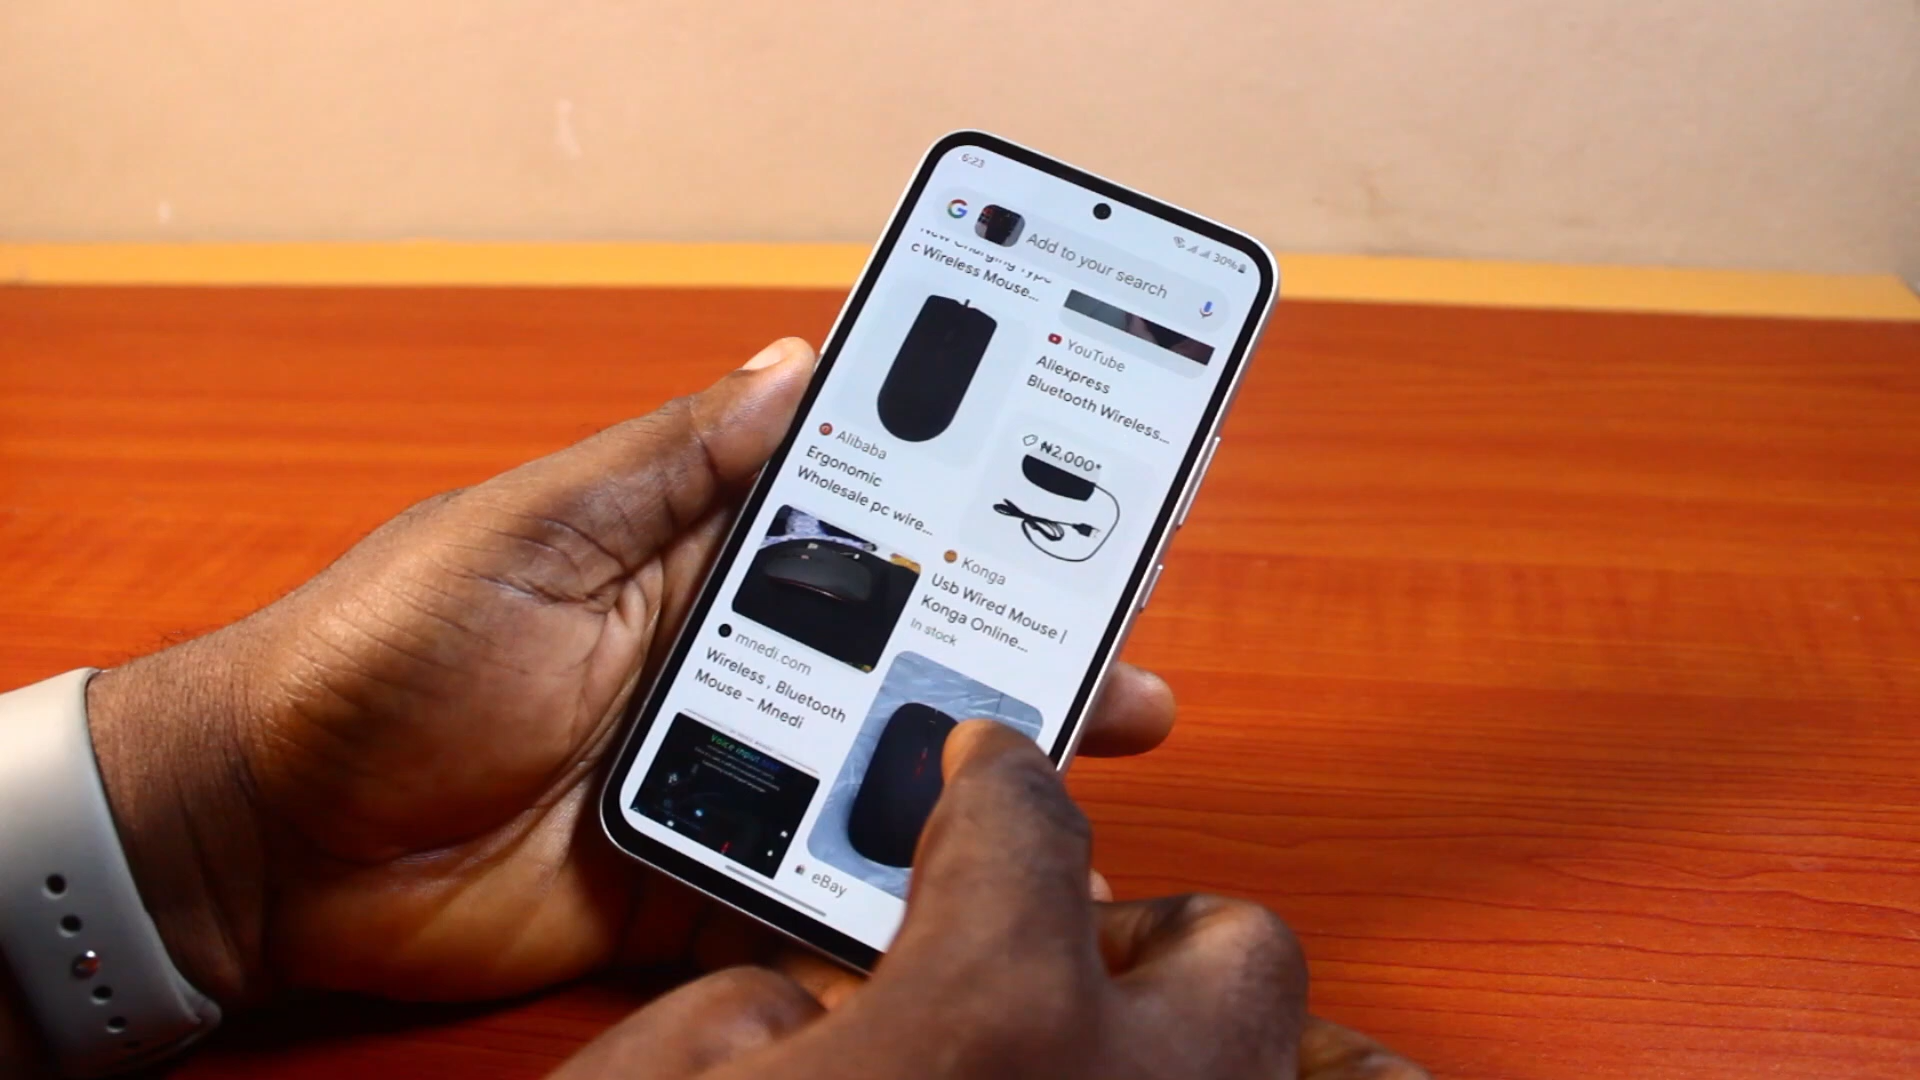 6:23
30%
Add to your search
c Wireless Mouse...
YouTube
Aliexpress
Bluetooth Wireless...
Alibaba
Ergonomic
Wholesale pc wire...
₦2,000*
Konga
Usb Wired Mouse |
Konga Online...
In stock
mnedi.com
Wireless , Bluetooth
Mouse – Mnedi
Voice input
eBay